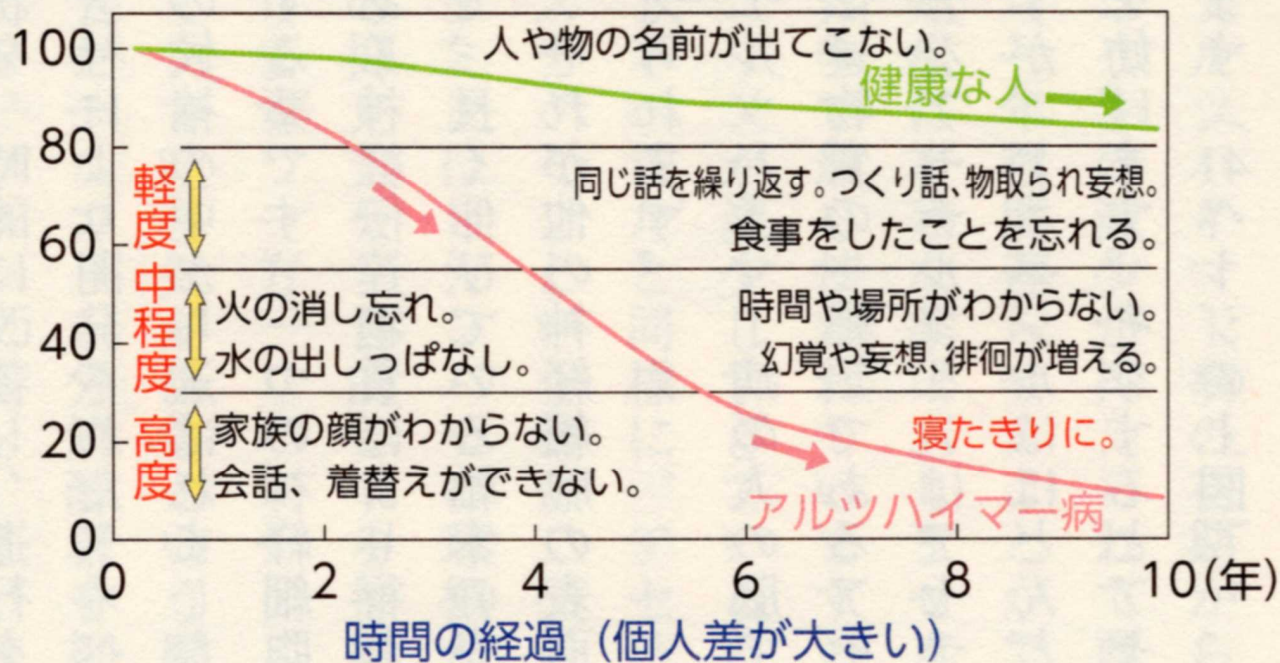 100
人や物の名前が出てこない。
健康な人
80
軽度
同じ話を繰り返す。つくり話、物取られ妄想。
食事をしたことを忘れる。
60
中程度
火の消し忘れ。
水の出しっぱなし。
時間や場所がわからない。
幻覚や妄想、徘徊が増える。
40
高度
家族の顔がわからない。
会話、着替えができない。
寝たきりに。
20
アルツハイマー病
0
0 2 4 6 8 10(年)
時間の経過（個人差が大きい）